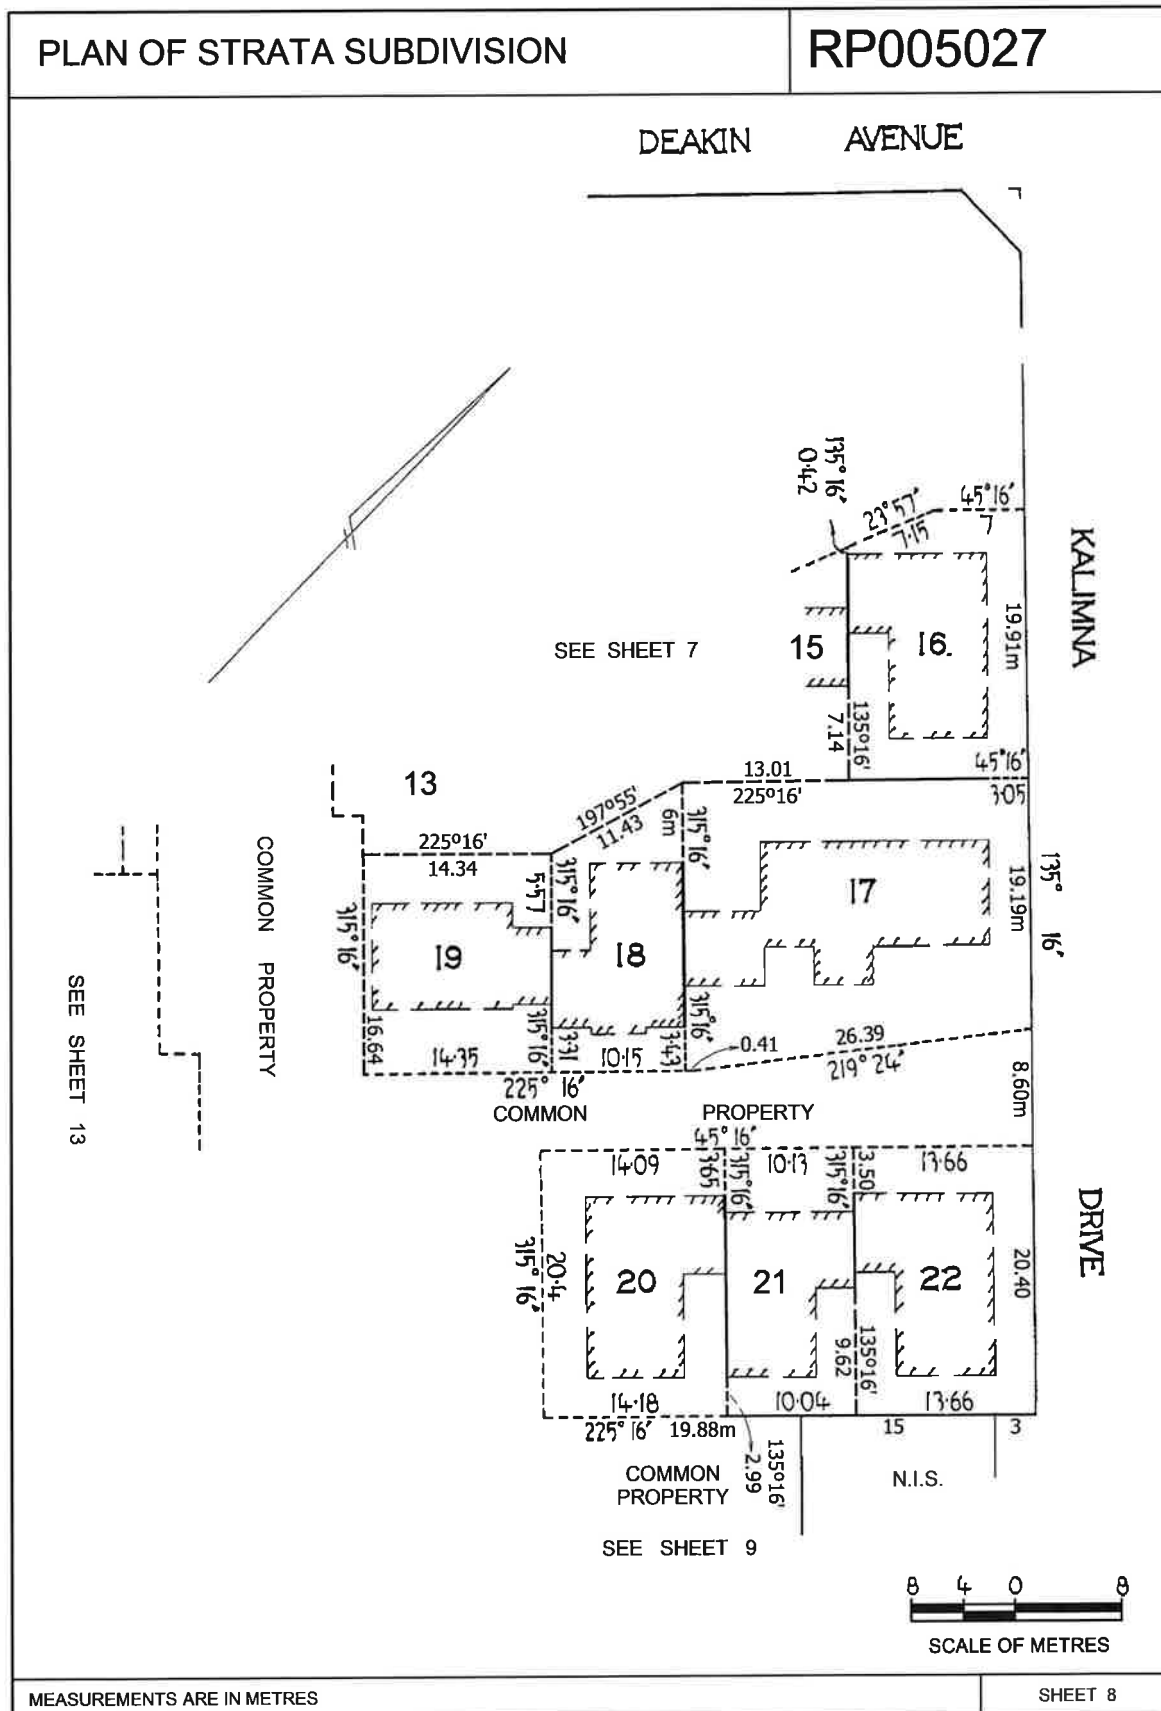 PLAN OF STRATA SUBDIVISION
RP005027
DEAKIN AVENUE
135° 16'
0·42
23° 57'
7·15
45° 16'
KALIMNA
19.91m
SEE SHEET 7
15
16.
135°16'
7.14
45° 16'
3·05
13.01
225°16'
13
197°55'
11.43
6m
315° 16'
225°16'
14.34
5·57
315° 16'
17
135° 16'
19.19m
COMMON PROPERTY
315° 16'
19
18
SEE SHEET 13
16.64
14·35
315° 16'
3·31
10·15
3·43
315° 16'
0.41
26.39
219° 24'
8.60m
225° 16'
COMMON PROPERTY
45° 16'
14·09
3·65
315° 16'
10·13
315° 16'
3.50
13·66
DRIVE
315° 16'
20·4
20
21
22
20.40
9.62
135°16'
14·18
10·04
13·66
225° 16'
19.88m
15
3
135°16'
2.99
COMMON
PROPERTY
N.I.S.
SEE SHEET 9
8 4 0 8
SCALE OF METRES
MEASUREMENTS ARE IN METRES
SHEET 8